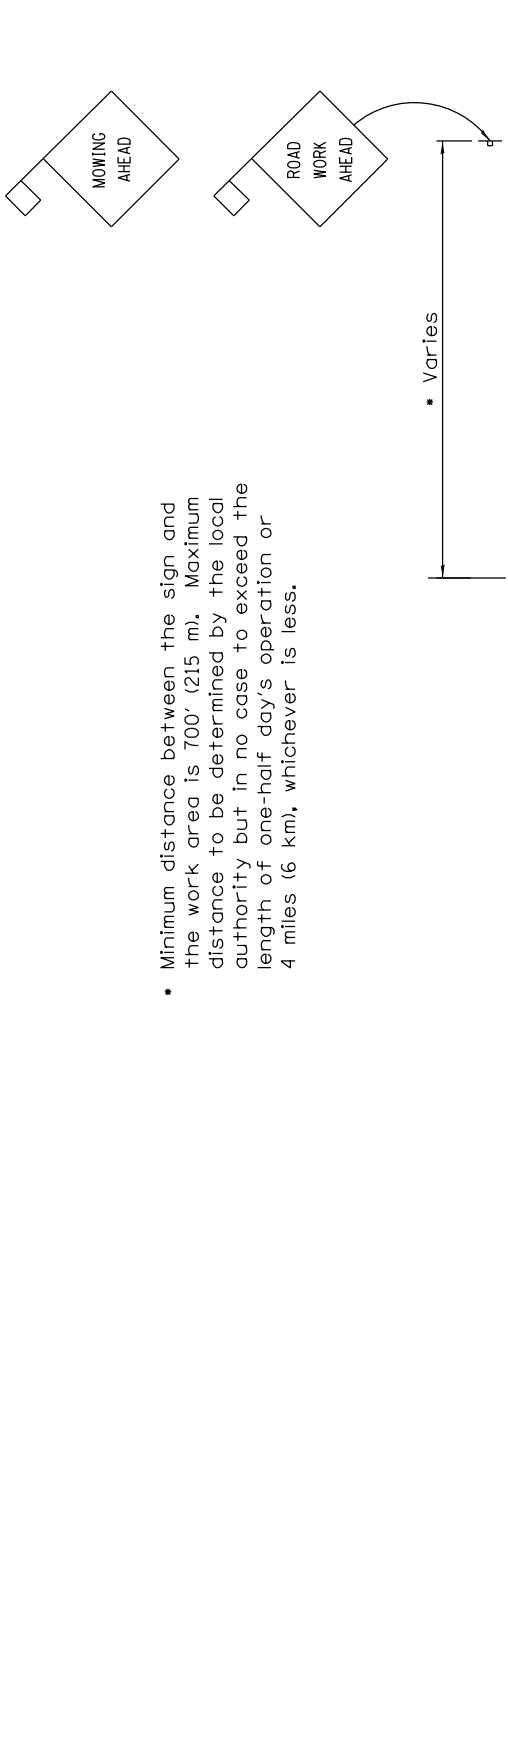 MOWING
AHEAD
ROAD
WORK
AHEAD
* Varies
* Minimum distance between the sign and
the work area is 700' (215 m). Maximum
distance to be determined by the local
authority but in no case to exceed the
length of one-half day's operation or
4 miles (6 km), whichever is less.